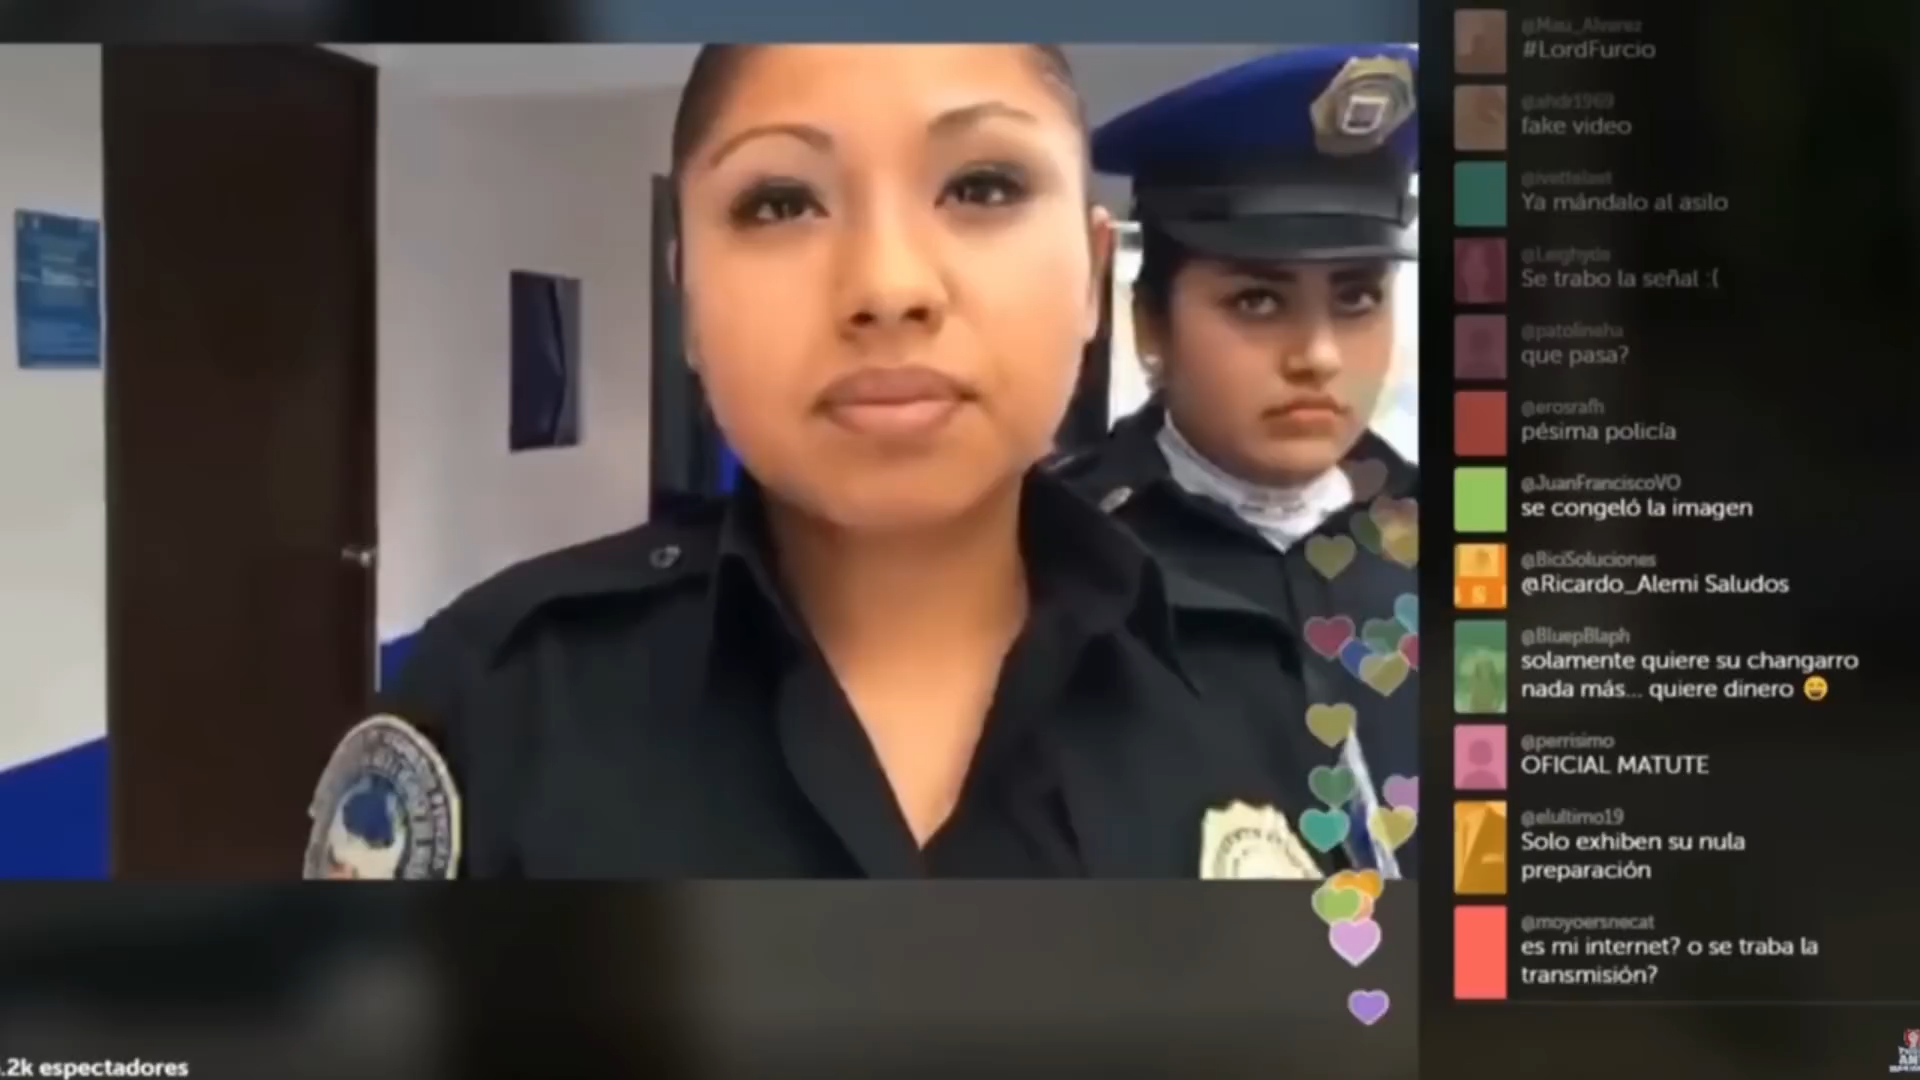 @Mau_Alvarez
#LordFurcio
@ahdr1969
fake video
Ya mándalo al asilo
Se trabo la señal :(
@patolineha
que pasa?
@erosrafh
pésima policía
@JuanFranciscoVO
se congeló la imagen
@BiciSoluciones
@Ricardo_Alemi Saludos
@BluepBlaph
solamente quiere su changarro
nada más... quiere dinero 😄
@perrisimo
OFICIAL MATUTE
@elultimo19
Solo exhiben su nula
preparación
@moyoersnecat
es mi internet? o se traba la
transmisión?
.2k espectadores